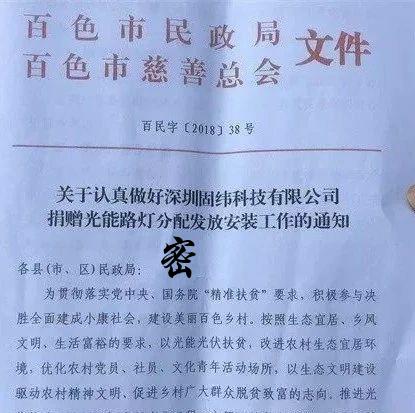 百色市民政局
百色市慈善总会
文件
百民字〔2018〕38号
关于认真做好深圳固纬科技有限公司
捐赠光能路灯分配发放安装工作的通知
密
各县(市、区)民政局:
为贯彻落实党中央、国务院“精准扶贫”要求,积极参与决
胜全面建成小康社会,建设美丽百色乡村。按照生态宜居、乡风
文明、生活富裕的要求,以光能光伏扶贫,改进农村生态宜居环
境,优化农村党员、社员、文化青年活动场所,以生态文明建设
驱动农村精神文明、促进乡村广大群众脱贫致富的志向。推进光